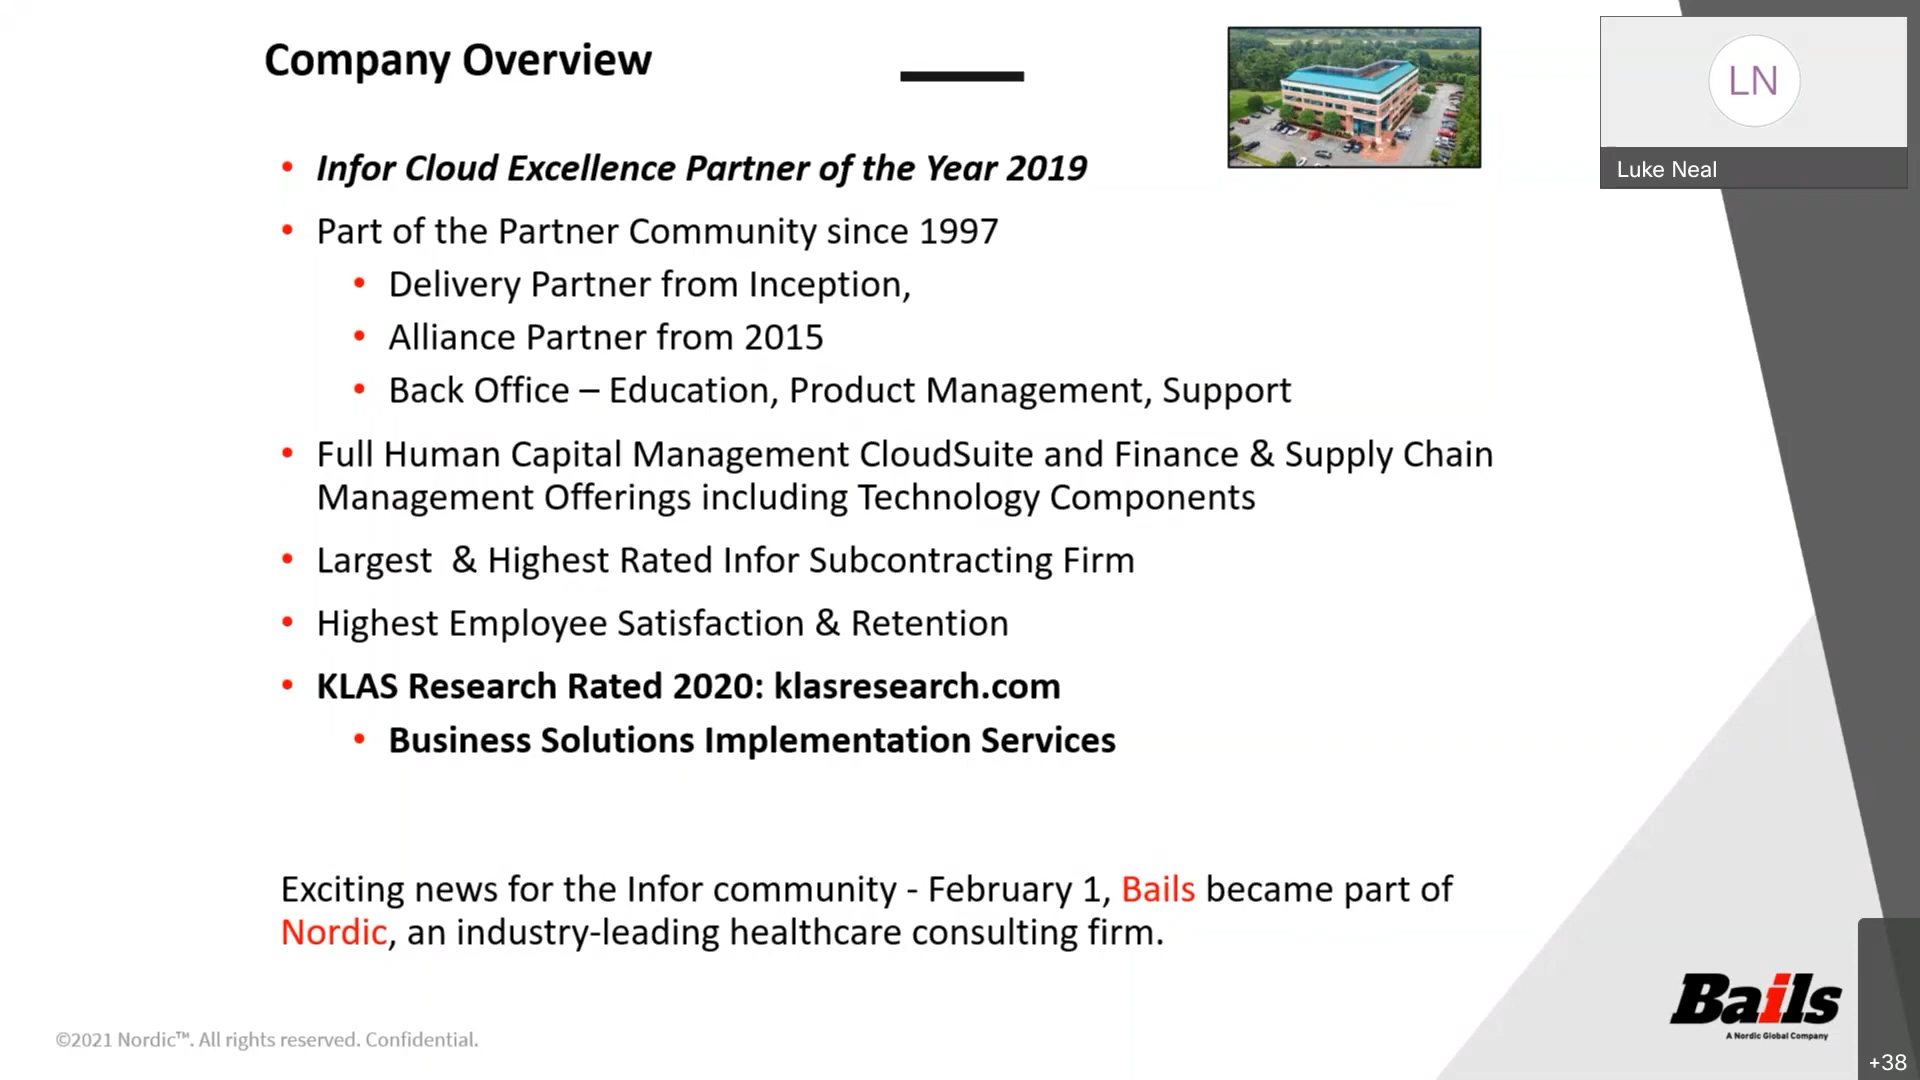 Company Overview
LN
Luke Neal
• Infor Cloud Excellence Partner of the Year 2019
• Part of the Partner Community since 1997
• Delivery Partner from Inception,
• Alliance Partner from 2015
• Back Office – Education, Product Management, Support
• Full Human Capital Management CloudSuite and Finance & Supply Chain
Management Offerings including Technology Components
• Largest  & Highest Rated Infor Subcontracting Firm
• Highest Employee Satisfaction & Retention
• KLAS Research Rated 2020: klasresearch.com
• Business Solutions Implementation Services
Exciting news for the Infor community - February 1, Bails became part of
Nordic, an industry-leading healthcare consulting firm.
Bails
A Nordic Global Company
©2021 Nordic™. All rights reserved. Confidential.
+38